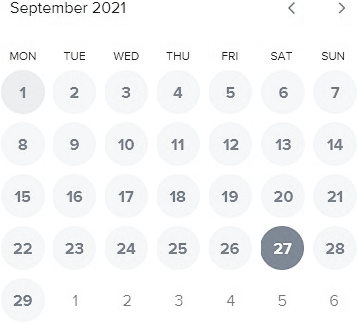 September 2021
MON TUE WED THU FRI SAT SUN
1 2 3 4 5 6 7
8 9 10 11 12 13 14
15 16 17 18 19 20 21
22 23 24 25 26 27 28
29 1 2 3 4 5 6